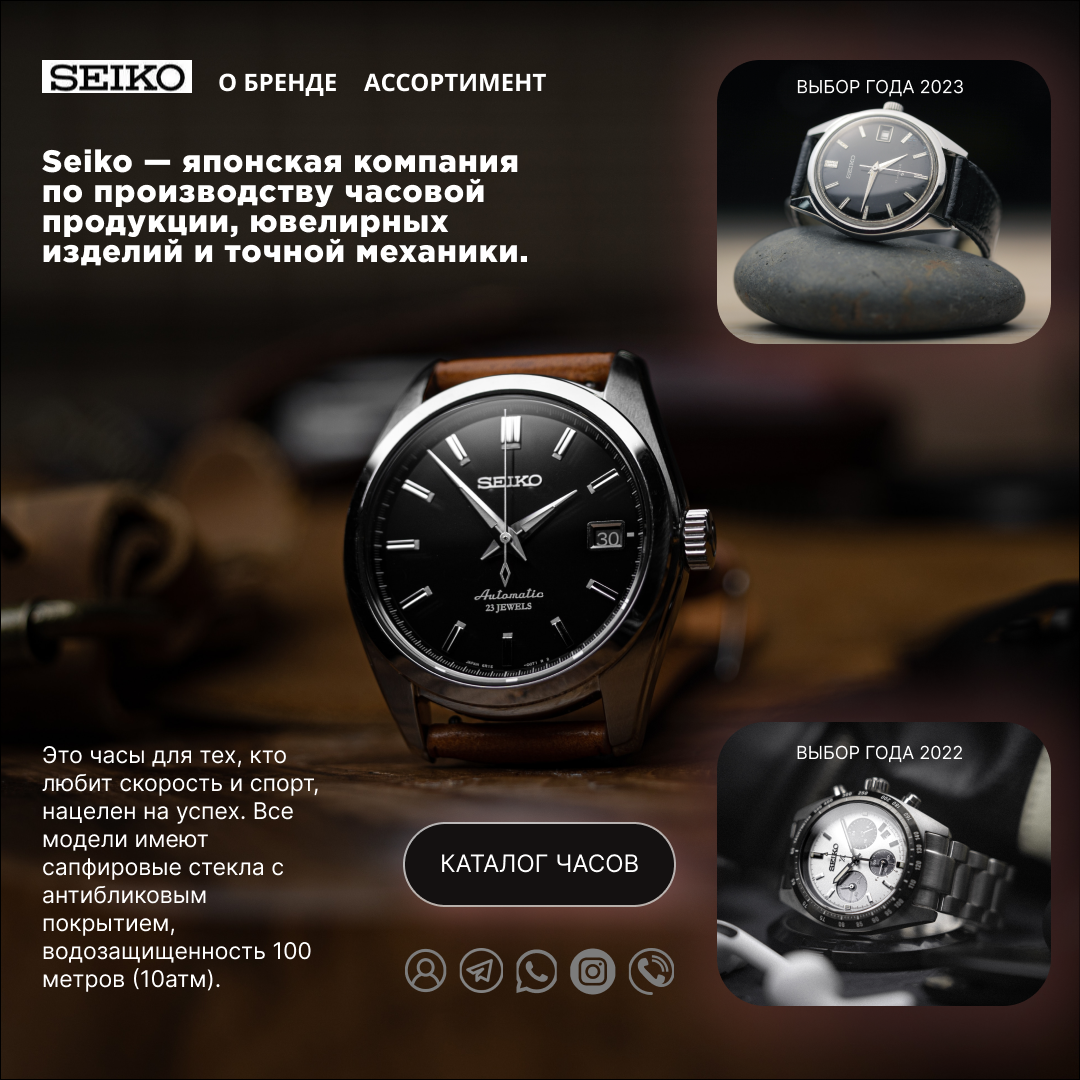 SEIKO
О БРЕНДЕ
АССОРТИМЕНТ
Seiko — японская компания
по производству часовой
продукции, ювелирных
изделий и точной механики.
ВЫБОР ГОДА 2023
SEIKO
30
Automatic
23 JEWELS
Это часы для тех, кто
любит скорость и спорт,
нацелен на успех. Все
модели имеют
сапфировые стекла с
антибликовым
покрытием,
водозащищенность 100
метров (10атм).
КАТАЛОГ ЧАСОВ
ВЫБОР ГОДА 2022
SEIKO